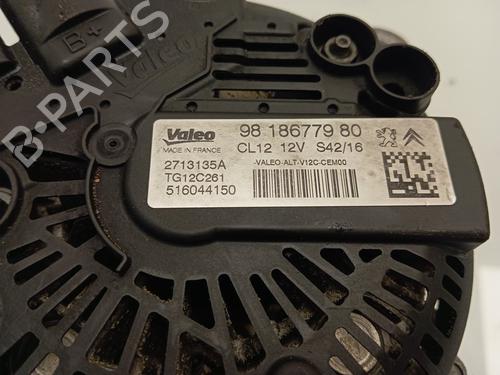 B+
Valeo
B-PARTS
Valeo
MADE IN FRANCE
98 186779 80
CL12 12V S42/16
-VALEO-ALT-V12C-CEM00
2713135A
TG12C261
516044150